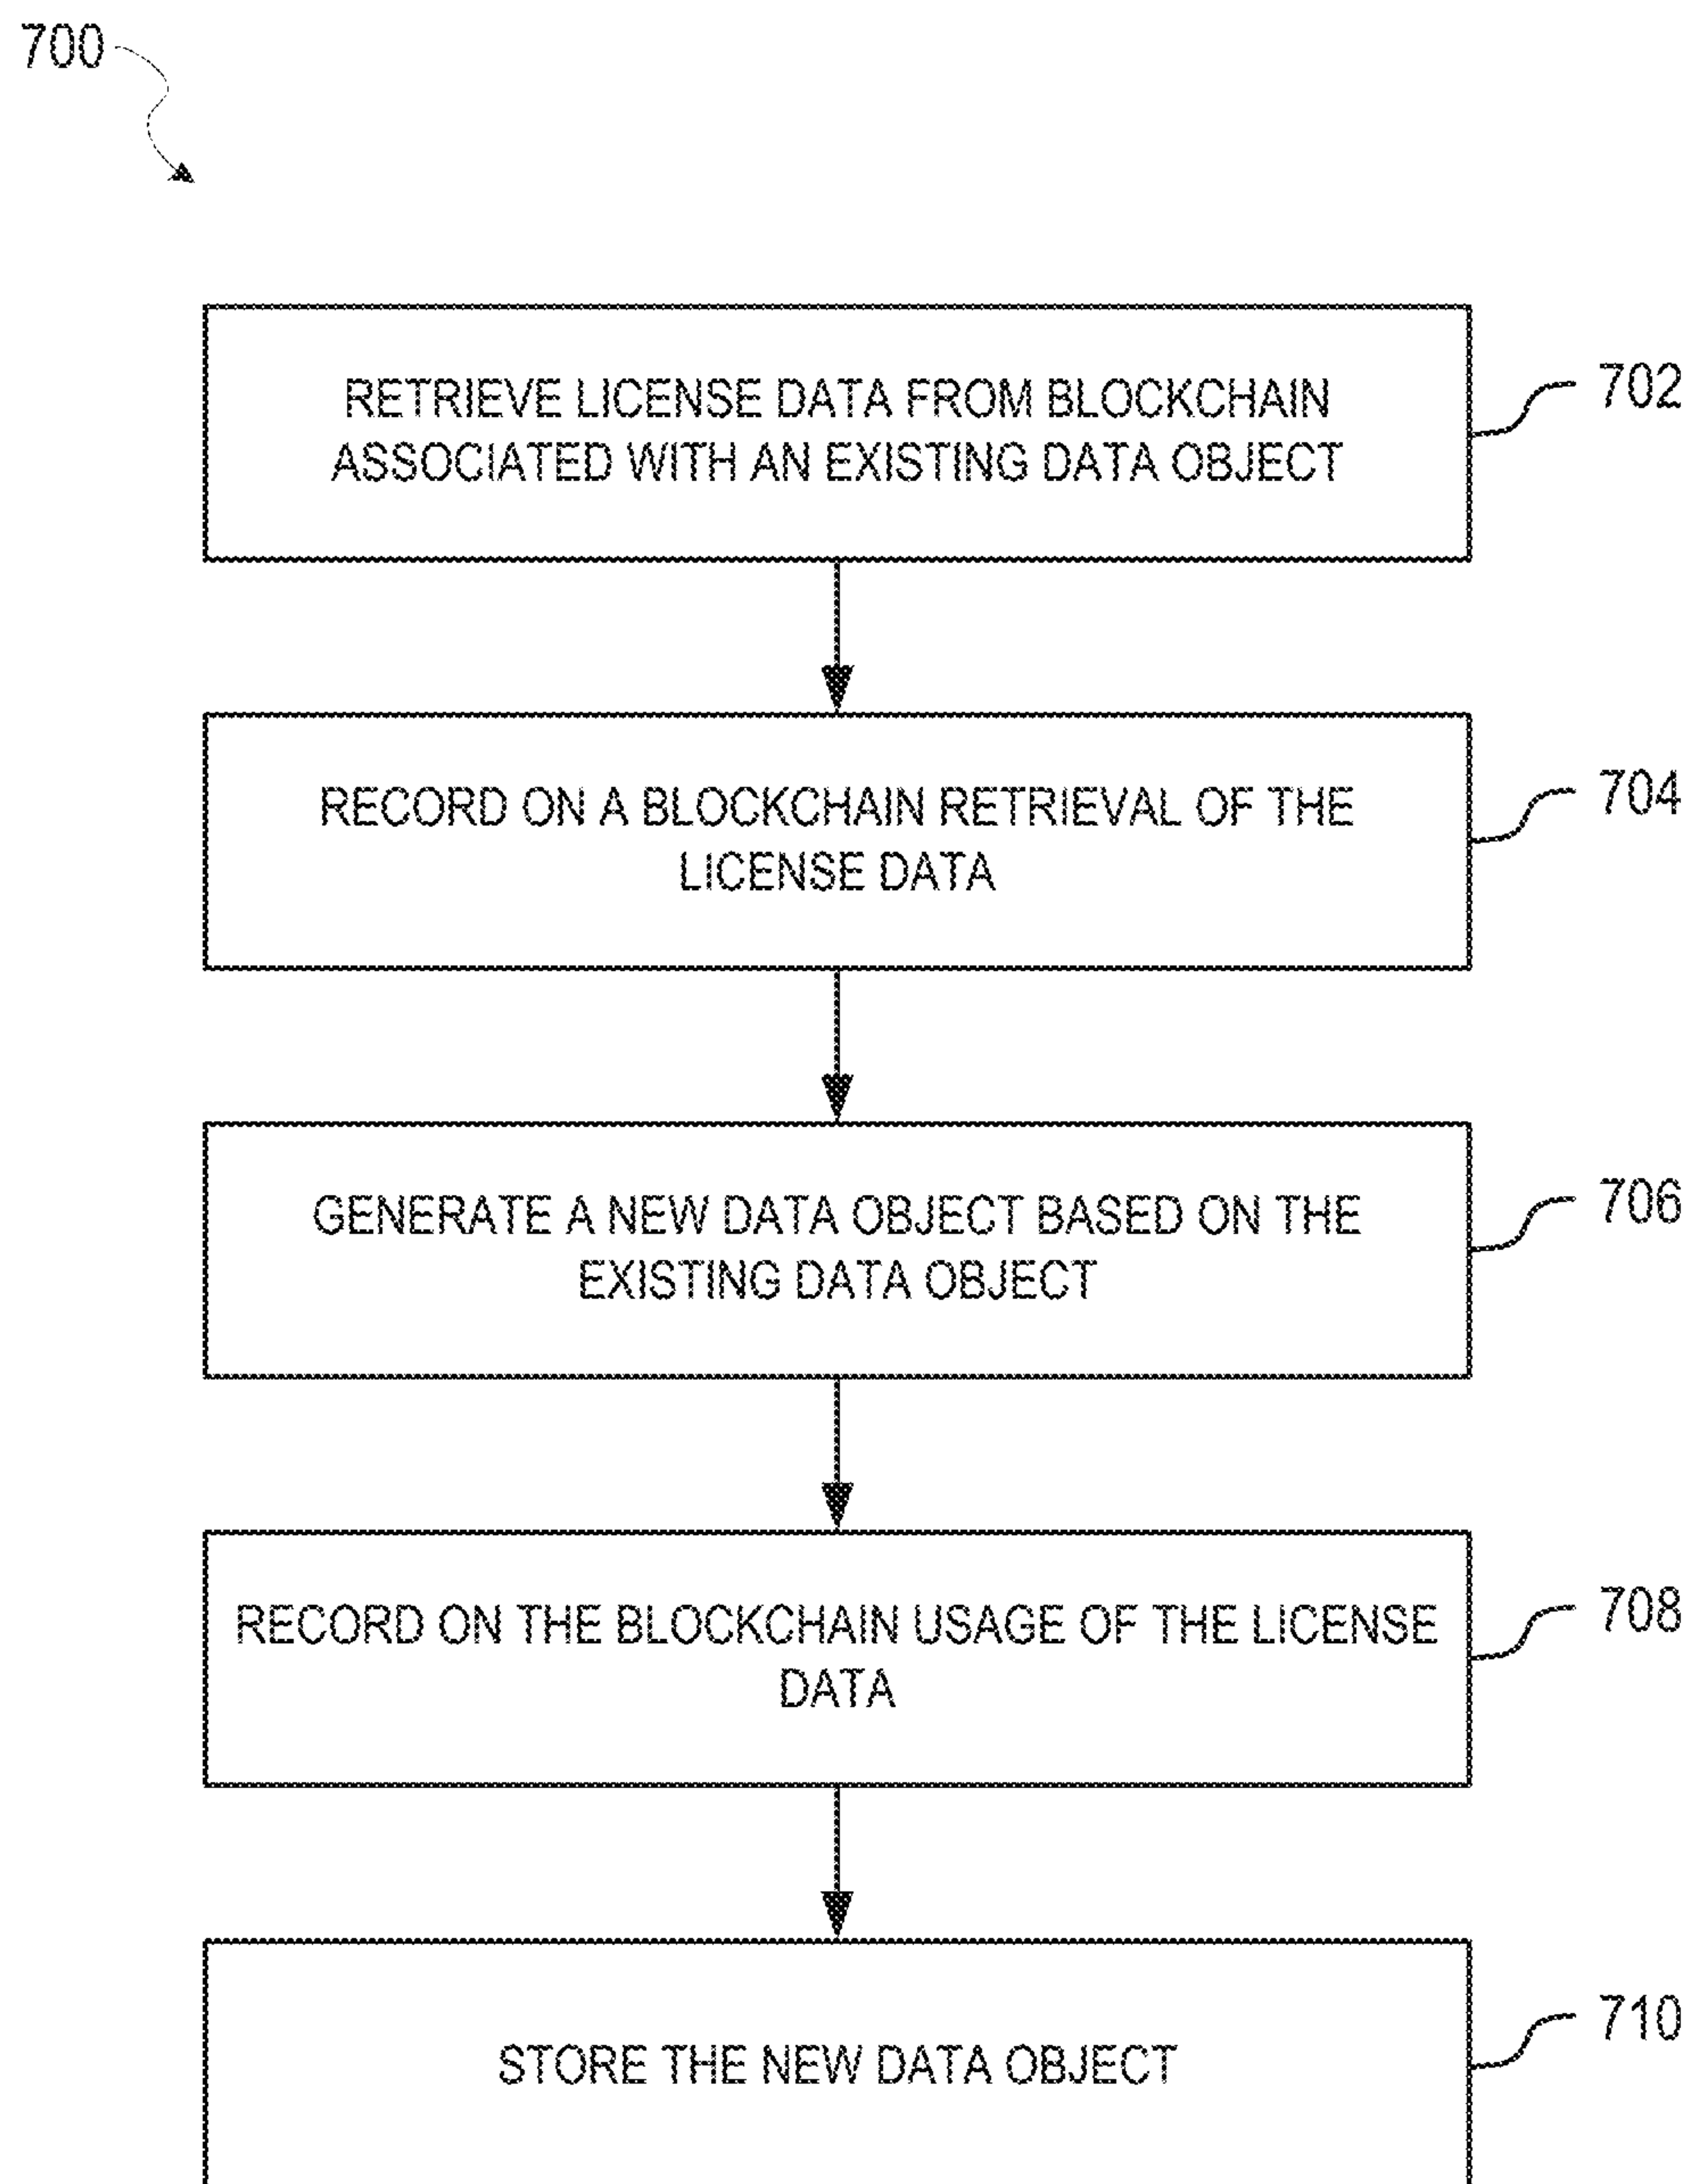 700
RETRIEVE LICENSE DATA FROM BLOCKCHAIN
ASSOCIATED WITH AN EXISTING DATA OBJECT
702
RECORD ON A BLOCKCHAIN RETRIEVAL OF THE
LICENSE DATA
704
GENERATE A NEW DATA OBJECT BASED ON THE
EXISTING DATA OBJECT
706
RECORD ON THE BLOCKCHAIN USAGE OF THE LICENSE
DATA
708
STORE THE NEW DATA OBJECT
710